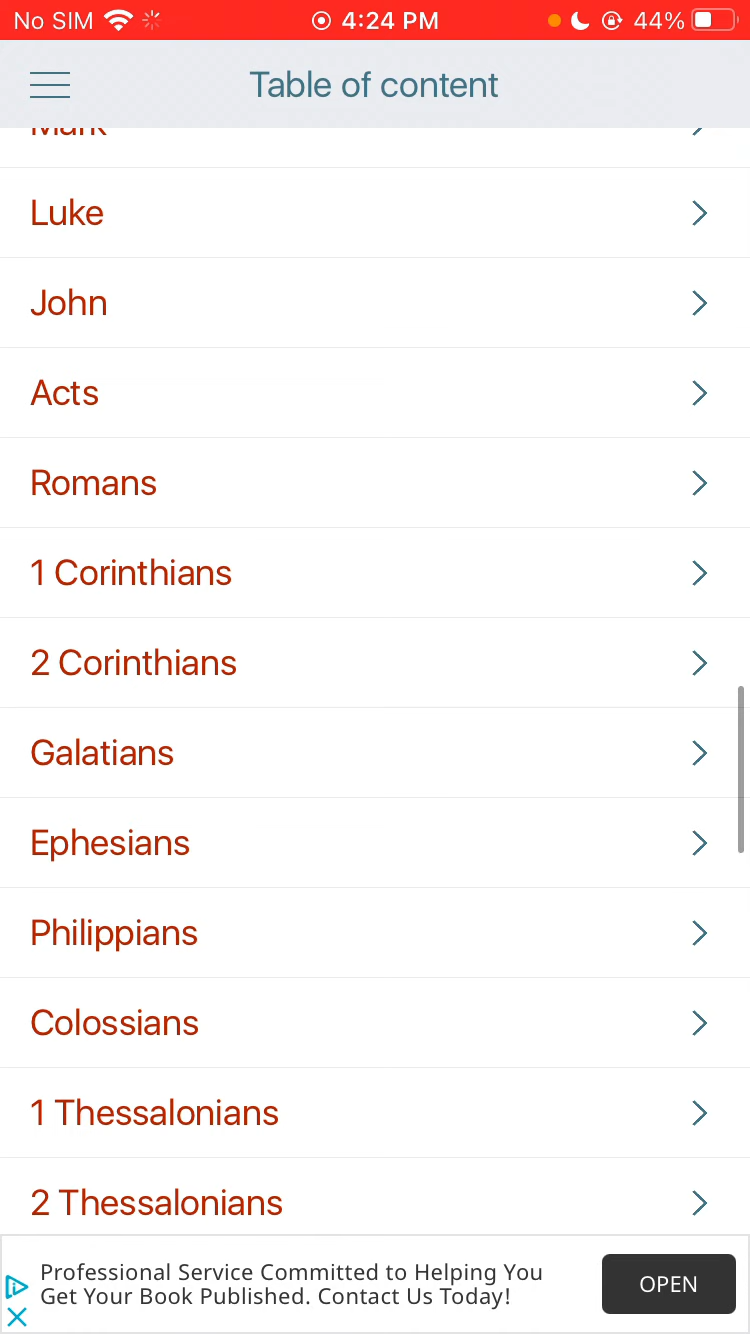 No SIM 4:24 PM 44%
Table of content
Mark
Luke
John
Acts
Romans
1 Corinthians
2 Corinthians
Galatians
Ephesians
Philippians
Colossians
1 Thessalonians
2 Thessalonians
Professional Service Committed to Helping You
Get Your Book Published. Contact Us Today!
OPEN